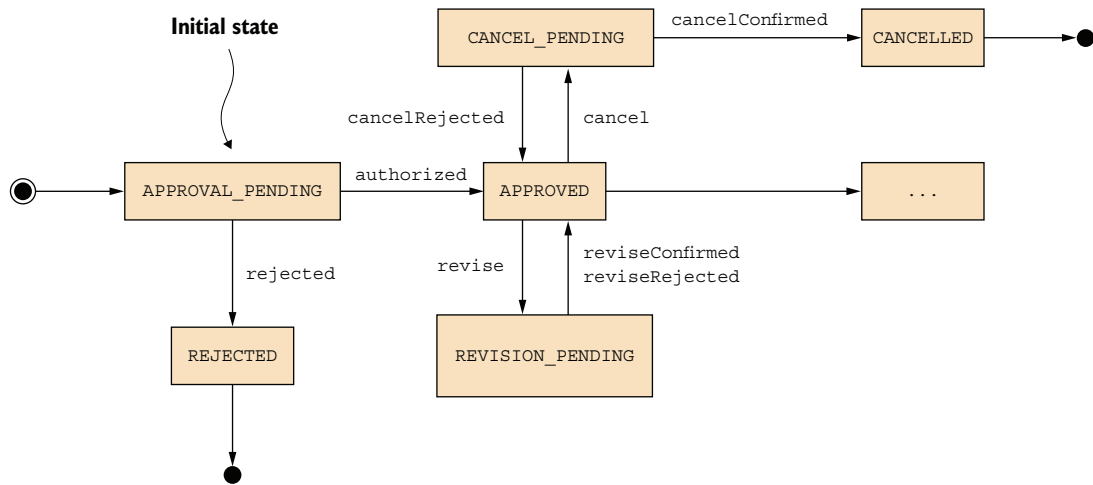 Initial state
CANCEL_PENDING
cancelConfirmed
CANCELLED
cancelRejected
cancel
APPROVAL_PENDING
authorized
APPROVED
...
rejected
revise
reviseConfirmed
reviseRejected
REJECTED
REVISION_PENDING